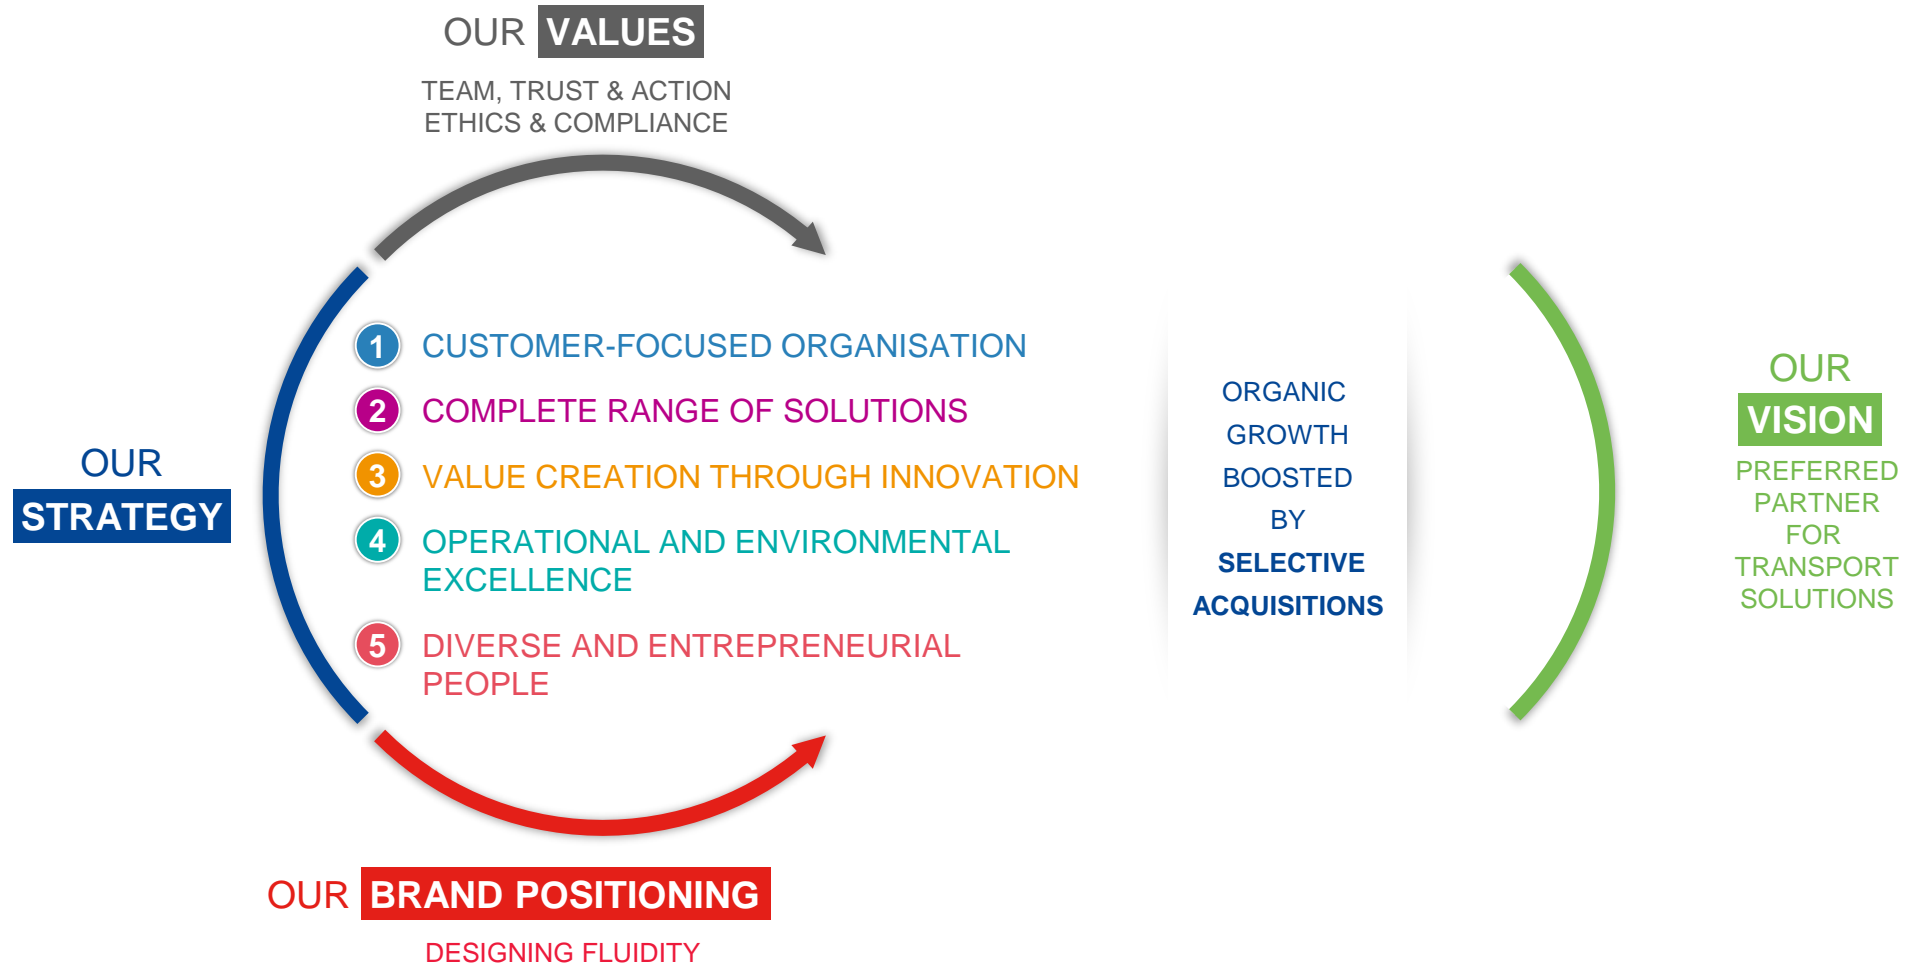 OUR VALUES
TEAM, TRUST & ACTION
ETHICS & COMPLIANCE
OUR
STRATEGY
1 CUSTOMER-FOCUSED ORGANISATION
2 COMPLETE RANGE OF SOLUTIONS
3 VALUE CREATION THROUGH INNOVATION
4 OPERATIONAL AND ENVIRONMENTAL
EXCELLENCE
5 DIVERSE AND ENTREPRENEURIAL
PEOPLE
ORGANIC
GROWTH
BOOSTED
BY
SELECTIVE
ACQUISITIONS
OUR
VISION
PREFERRED
PARTNER
FOR
TRANSPORT
SOLUTIONS
OUR BRAND POSITIONING
DESIGNING FLUIDITY